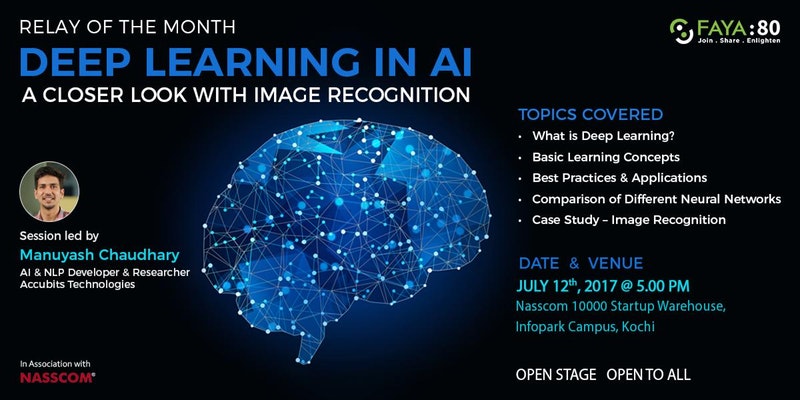 RELAY OF THE MONTH
DEEP LEARNING IN AI
A CLOSER LOOK WITH IMAGE RECOGNITION
FAYA:80
Join . Share . Enlighten
Session led by
Manuyash Chaudhary
AI & NLP Developer & Researcher
Accubits Technologies
In Association with
NASSCOM®
TOPICS COVERED
• What is Deep Learning?
• Basic Learning Concepts
• Best Practices & Applications
• Comparison of Different Neural Networks
• Case Study – Image Recognition
DATE & VENUE
JULY 12th, 2017 @ 5.00 PM
Nasscom 10000 Startup Warehouse,
Infopark Campus, Kochi
OPEN STAGE OPEN TO ALL